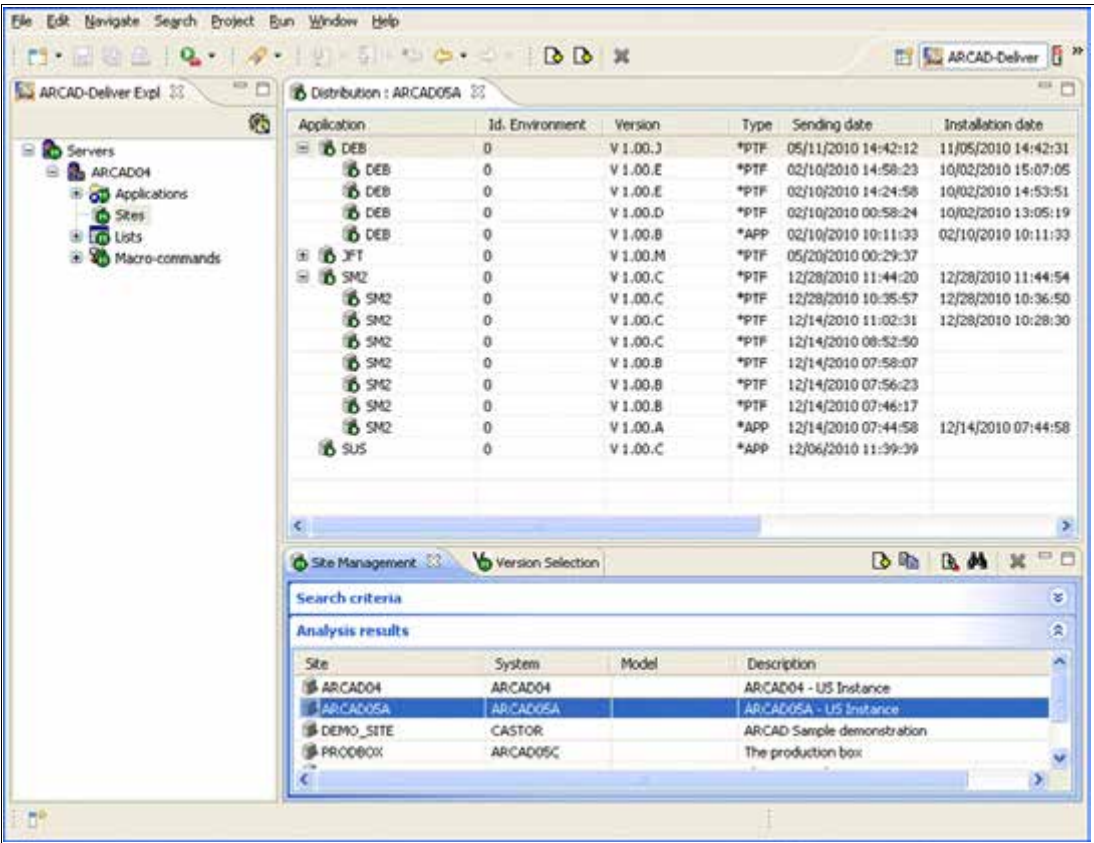 File Edit Navigate Search Project Run Window Help
ARCAD-Deliver
ARCAD-Deliver Expl
Servers
ARCAD04
Applications
Sites
Lists
Macro-commands
Distribution : ARCAD05A
Application Id. Environment Version Type Sending date Installation date
DEB 0 V 1.00.J *PTF 05/11/2010 14:42:12 11/05/2010 14:42:31
DEB 0 V 1.00.E *PTF 02/10/2010 14:58:23 10/02/2010 15:07:05
DEB 0 V 1.00.E *PTF 02/10/2010 14:24:58 10/02/2010 14:53:51
DEB 0 V 1.00.D *PTF 02/10/2010 00:58:24 10/02/2010 13:05:19
DEB 0 V 1.00.B *APP 02/10/2010 10:11:33 02/10/2010 10:11:33
JFT 0 V 1.00.M *PTF 05/20/2010 00:29:37
SM2 0 V 1.00.C *PTF 12/28/2010 11:44:20 12/28/2010 11:44:54
SM2 0 V 1.00.C *PTF 12/28/2010 10:35:57 12/28/2010 10:36:50
SM2 0 V 1.00.C *PTF 12/14/2010 11:02:31 12/28/2010 10:28:30
SM2 0 V 1.00.C *PTF 12/14/2010 08:52:50
SM2 0 V 1.00.B *PTF 12/14/2010 07:58:07
SM2 0 V 1.00.B *PTF 12/14/2010 07:56:23
SM2 0 V 1.00.B *PTF 12/14/2010 07:46:17
SM2 0 V 1.00.A *APP 12/14/2010 07:44:58 12/14/2010 07:44:58
SUS 0 V 1.00.C *APP 12/06/2010 11:39:39
Site Management Version Selection
Search criteria
Analysis results
Site System Model Description
ARCAD04 ARCAD04 ARCAD04 - US Instance
ARCAD05A ARCAD05A ARCAD05A - US Instance
DEMO_SITE CASTOR ARCAD Sample demonstration
PRODBOX ARCAD05C The production box